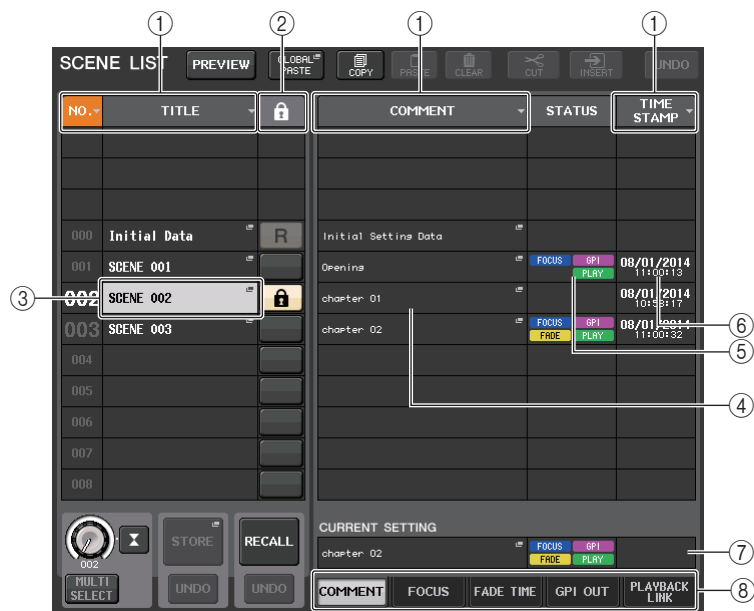 ① ② ① ①
SCENE LIST PREVIEW GLOBAL PASTE COPY PASTE CLEAR CUT INSERT UNDO
NO. TITLE COMMENT STATUS TIME STAMP
000 Initial Data R Initial Setting Data
001 SCENE 001 Opening FOCUS GPI PLAY 08/01/2014 11:00:13
③ 002 SCENE 002 chapter 01 08/01/2014 10:58:17
⑥
003 SCENE 003 chapter 02 FOCUS GPI FADE PLAY 08/01/2014 11:00:32
⑤
004
④
005
006
007
008
CURRENT SETTING
002 STORE RECALL chapter 02 FOCUS GPI FADE PLAY ⑦
MULTI SELECT UNDO UNDO COMMENT FOCUS FADE TIME GPI OUT PLAYBACK LINK ⑧